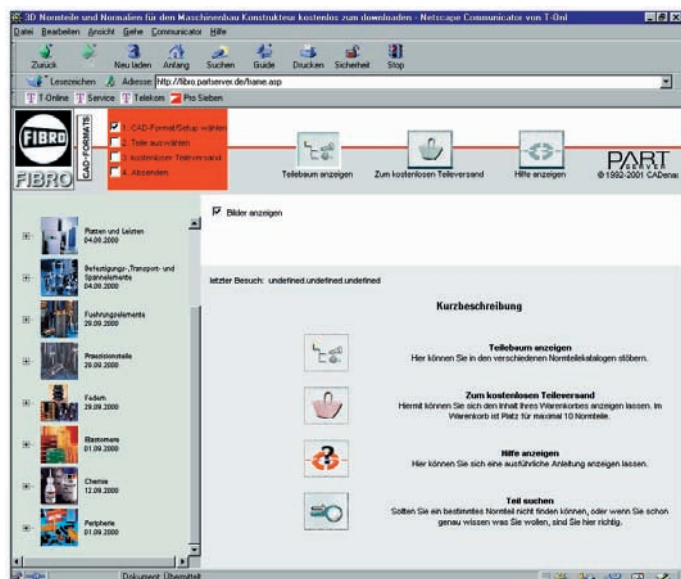 3D Normteile und Normalien für den Maschinenbau Konstrukteur kostenlos zum downloaden - Netscape Communicator von T-Onl
Datei Bearbeiten Ansicht Gehe Communicator Hilfe
Zurück Neu laden Anfang Suchen Guide Drucken Sicherheit Stop
Lesezeichen Adresse: http://fibro.partserver.de/frame.asp
T-Online Service Telekom Pro Sieben
FIBRO
FIBRO
CAD-FORMATS
1. CAD-Format/Setup wählen
2. Teile auswählen
3. kostenloser Teileversand
4. Absenden
Teilebaum anzeigen
Zum kostenlosen Teileversand
Hilfe anzeigen
PART
SERVER
© 1992-2001 CADenas
Platten und Leisten
04.09.2000
Befestigungs-,Transport- und
Spannelemente
04.09.2000
Fuehrungselemente
29.09.2000
Praezisionsteile
29.09.2000
Federn
29.09.2000
Elastomere
01.09.2000
Chemie
12.09.2000
Peripherie
01.09.2000
Bilder anzeigen
letzter Besuch: undefined.undefined.undefined
Kurzbeschreibung
Teilebaum anzeigen
Hier können Sie in den verschiedenen Normteilekatalogen stöbern.
Zum kostenlosen Teileversand
Hiermit können Sie sich den Inhalt Ihres Warenkorbes anzeigen lassen. Im
Warenkorb ist Platz für maximal 10 Normteile.
Hilfe anzeigen
Hier können Sie sich eine ausführliche Anleitung anzeigen lassen.
Teil suchen
Sollten Sie ein bestimmtes Normteil nicht finden können, oder wenn Sie schon
genau wissen was Sie wollen, sind Sie hier richtig.
Dokument: Übermittelt